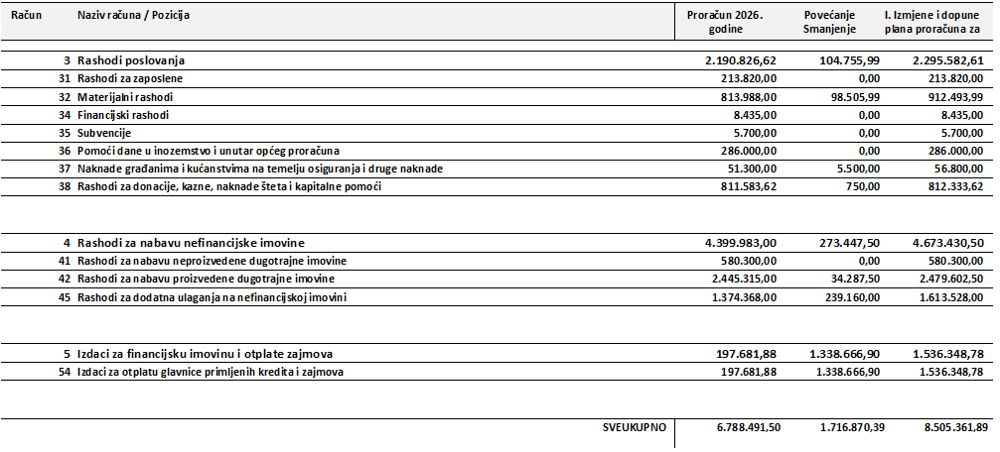 Račun Naziv računa / Pozicija Proračun 2026. godine Povećanje Smanjenje I. Izmjene i dopune plana proračuna za
3 Rashodi poslovanja 2.190.826,62 104.755,99 2.295.582,61
31 Rashodi za zaposlene 213.820,00 0,00 213.820,00
32 Materijalni rashodi 813.988,00 98.505,99 912.493,99
34 Financijski rashodi 8.435,00 0,00 8.435,00
35 Subvencije 5.700,00 0,00 5.700,00
36 Pomoći dane u inozemstvo i unutar općeg proračuna 286.000,00 0,00 286.000,00
37 Naknade građanima i kućanstvima na temelju osiguranja i druge naknade 51.300,00 5.500,00 56.800,00
38 Rashodi za donacije, kazne, naknade šteta i kapitalne pomoći 811.583,62 750,00 812.333,62
4 Rashodi za nabavu nefinancijske imovine 4.399.983,00 273.447,50 4.673.430,50
41 Rashodi za nabavu neproizvedene dugotrajne imovine 580.300,00 0,00 580.300,00
42 Rashodi za nabavu proizvedene dugotrajne imovine 2.445.315,00 34.287,50 2.479.602,50
45 Rashodi za dodatna ulaganja na nefinancijskoj imovini 1.374.368,00 239.160,00 1.613.528,00
5 Izdaci za financijsku imovinu i otplate zajmova 197.681,88 1.338.666,90 1.536.348,78
54 Izdaci za otplatu glavnice primljenih kredita i zajmova 197.681,88 1.338.666,90 1.536.348,78
SVEUKUPNO 6.788.491,50 1.716.870,39 8.505.361,89